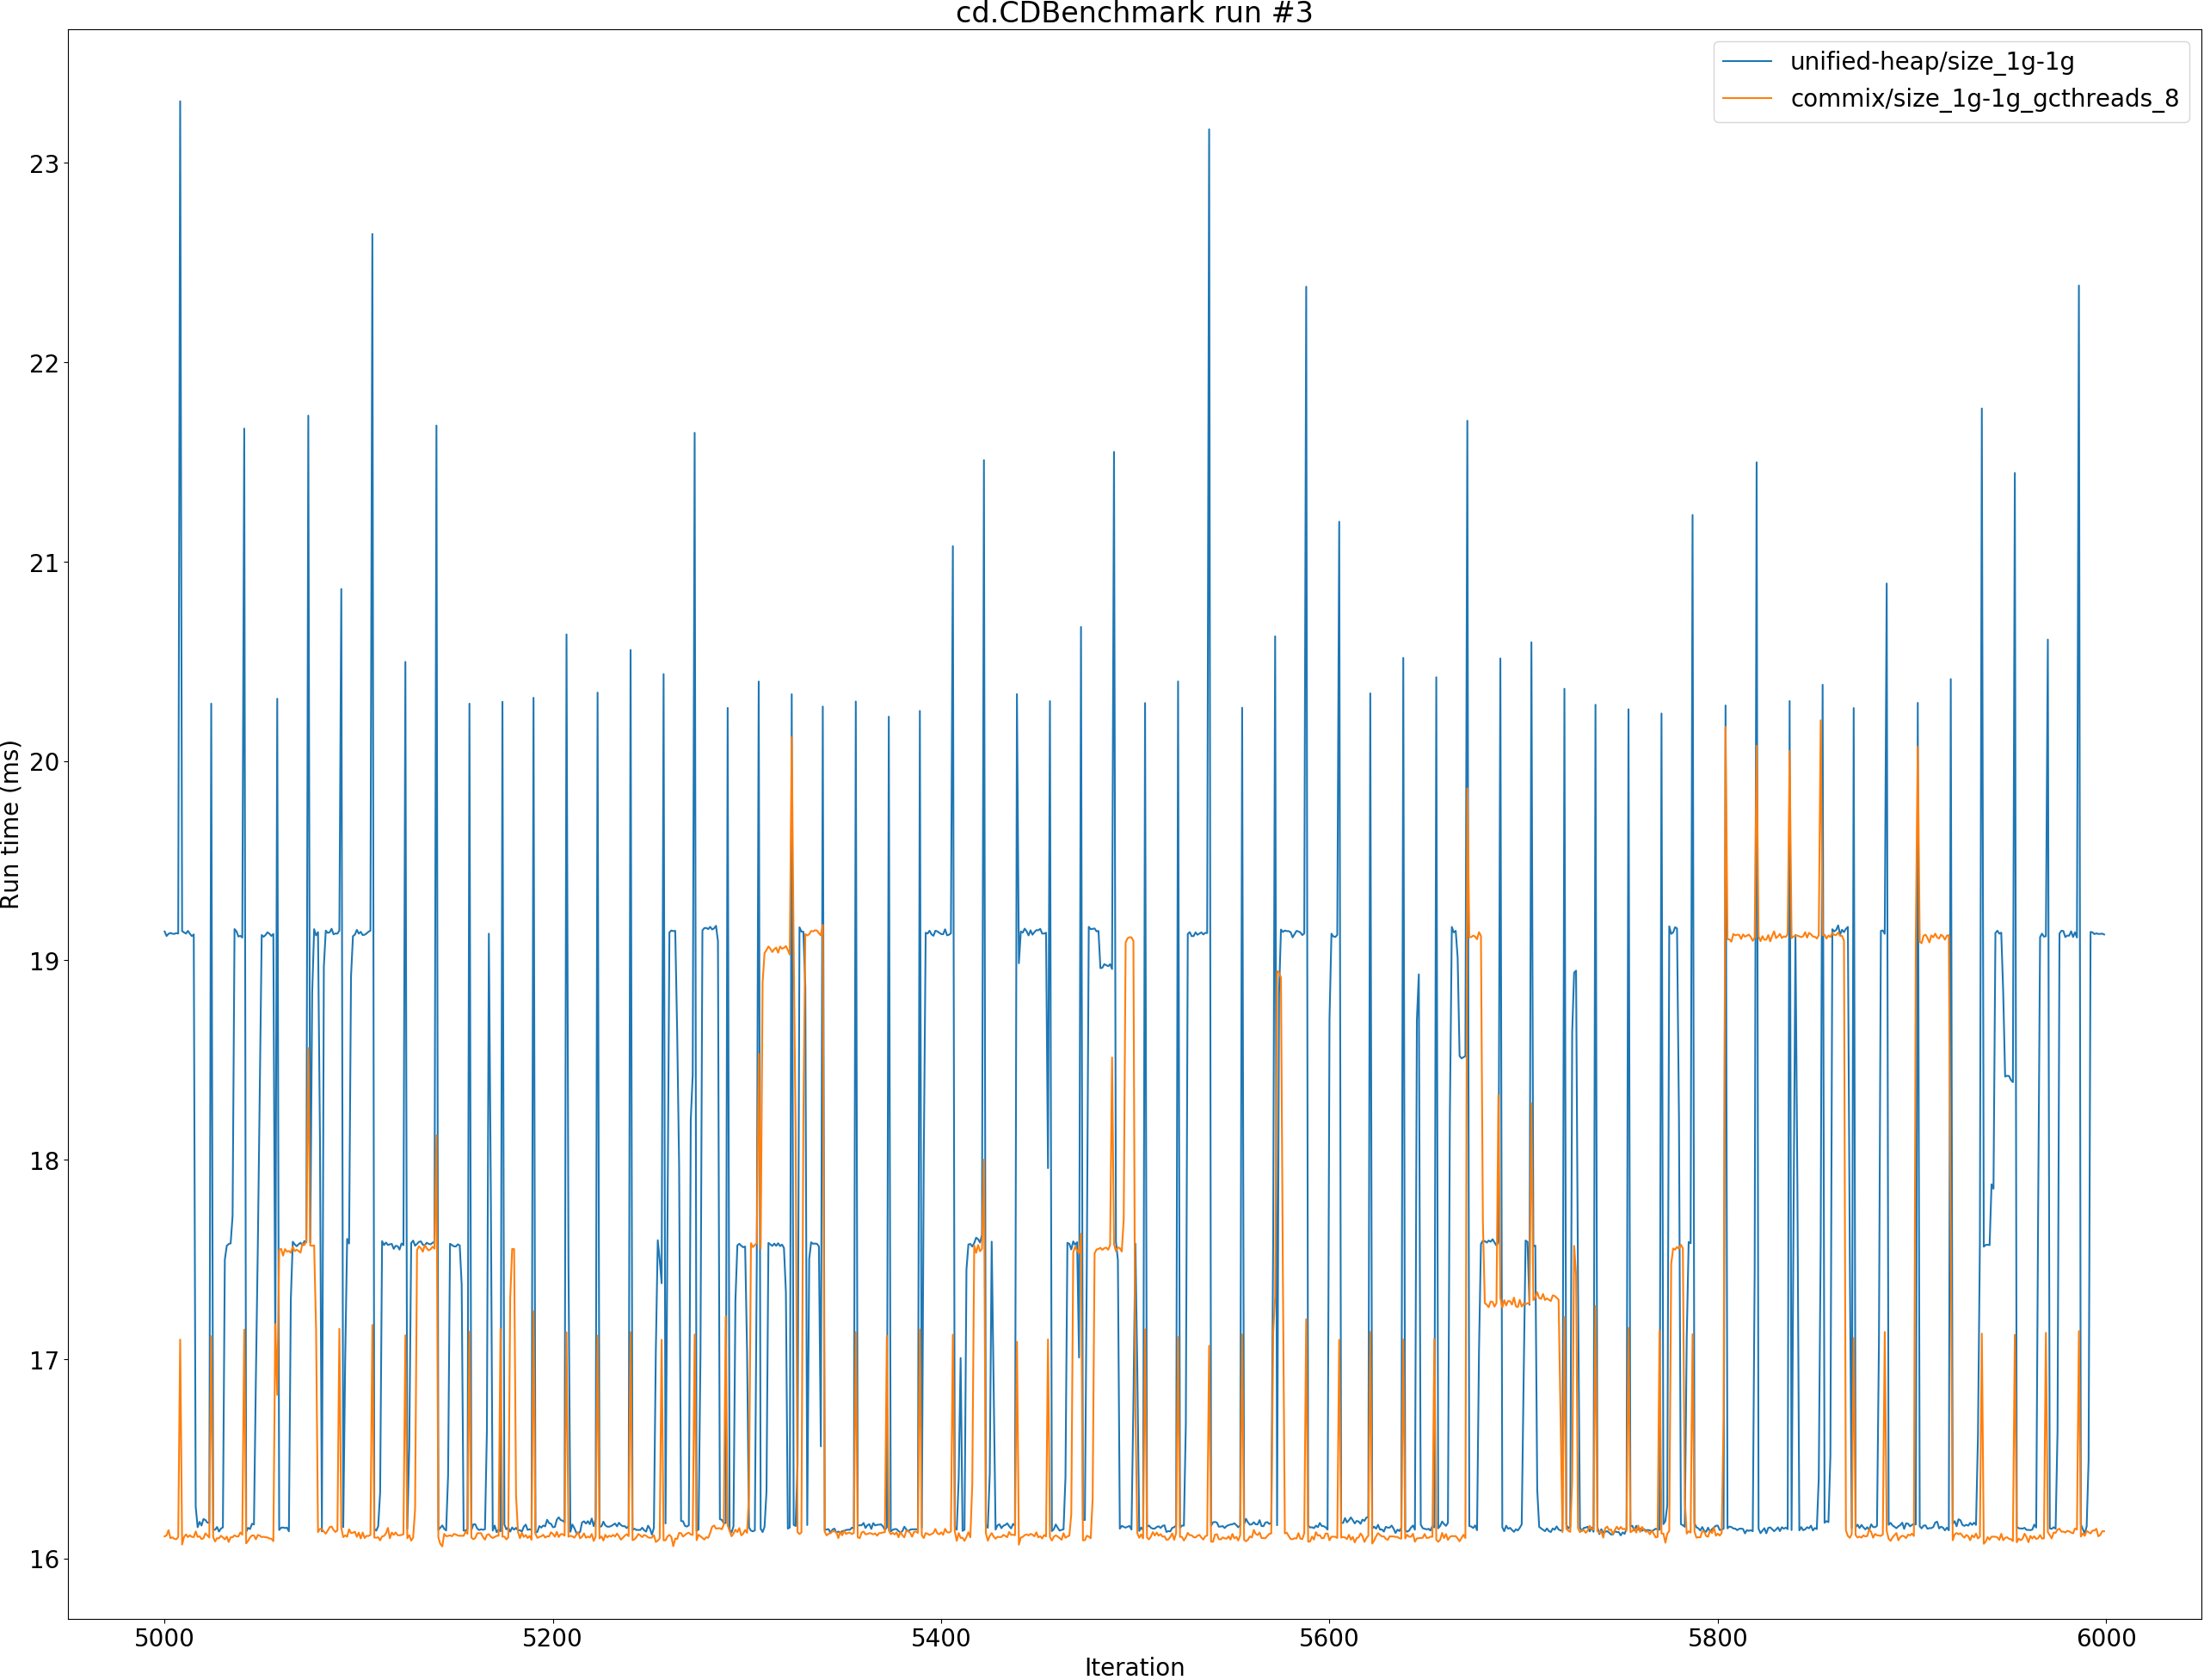 cd.CDBenchmark run #3
unified-heap/size_1g-1g
commix/size_1g-1g_gcthreads_8
Run time (ms)
23
22
21
20
19
18
17
16
5000
5200
5400
5600
5800
6000
Iteration